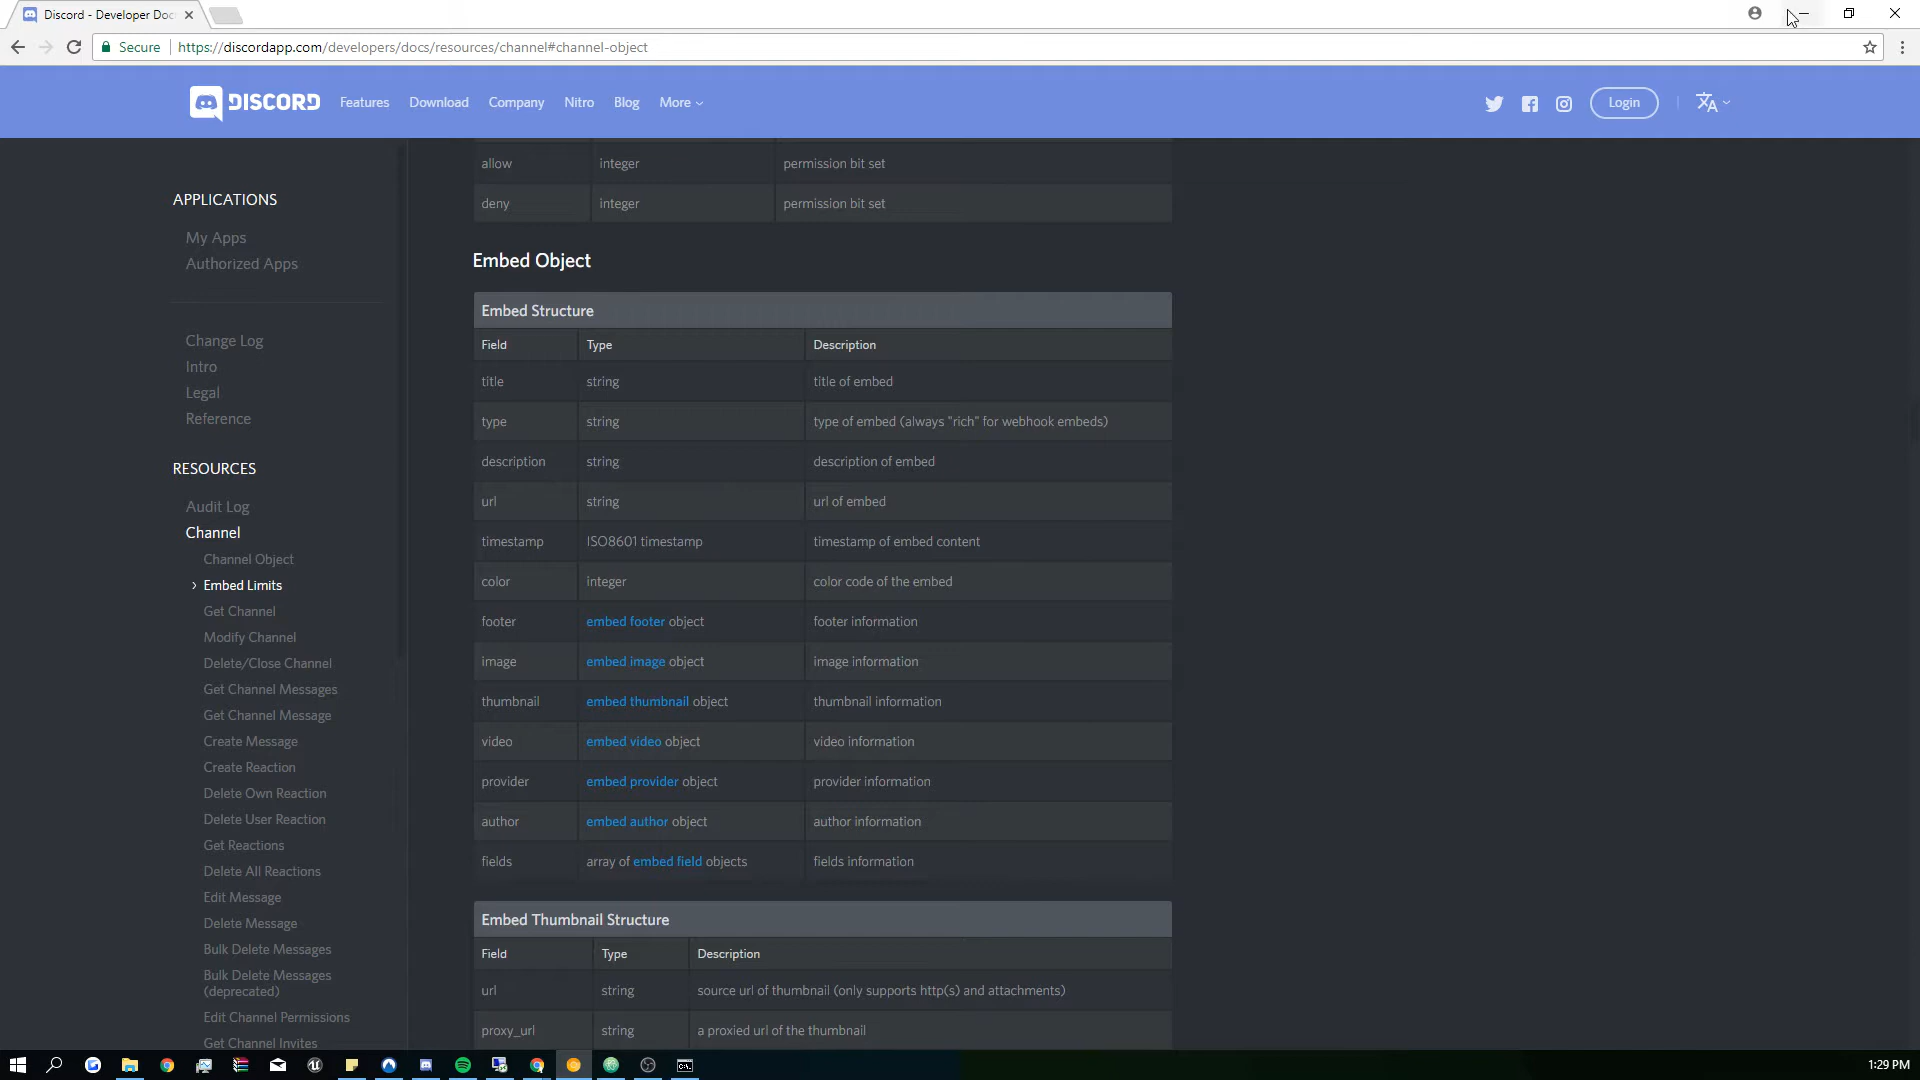 Discord - Developer Doc
Secure
https://discordapp.com/developers/docs/resources/channel#channel-object
DISCORD
Features
Download
Company
Nitro
Blog
More
Login
APPLICATIONS
My Apps
Authorized Apps
Change Log
Intro
Legal
Reference
RESOURCES
Audit Log
Channel
Channel Object
Embed Limits
Get Channel
Modify Channel
Delete/Close Channel
Get Channel Messages
Get Channel Message
Create Message
Create Reaction
Delete Own Reaction
Delete User Reaction
Get Reactions
Delete All Reactions
Edit Message
Delete Message
Bulk Delete Messages
Bulk Delete Messages
(deprecated)
Edit Channel Permissions
Get Channel Invites
allow integer permission bit set
deny integer permission bit set
Embed Object
Embed Structure
Field Type Description
title string title of embed
type string type of embed (always "rich" for webhook embeds)
description string description of embed
url string url of embed
timestamp ISO8601 timestamp timestamp of embed content
color integer color code of the embed
footer embed footer object footer information
image embed image object image information
thumbnail embed thumbnail object thumbnail information
video embed video object video information
provider embed provider object provider information
author embed author object author information
fields array of embed field objects fields information
Embed Thumbnail Structure
Field Type Description
url string source url of thumbnail (only supports http(s) and attachments)
proxy_url string a proxied url of the thumbnail
1:29 PM